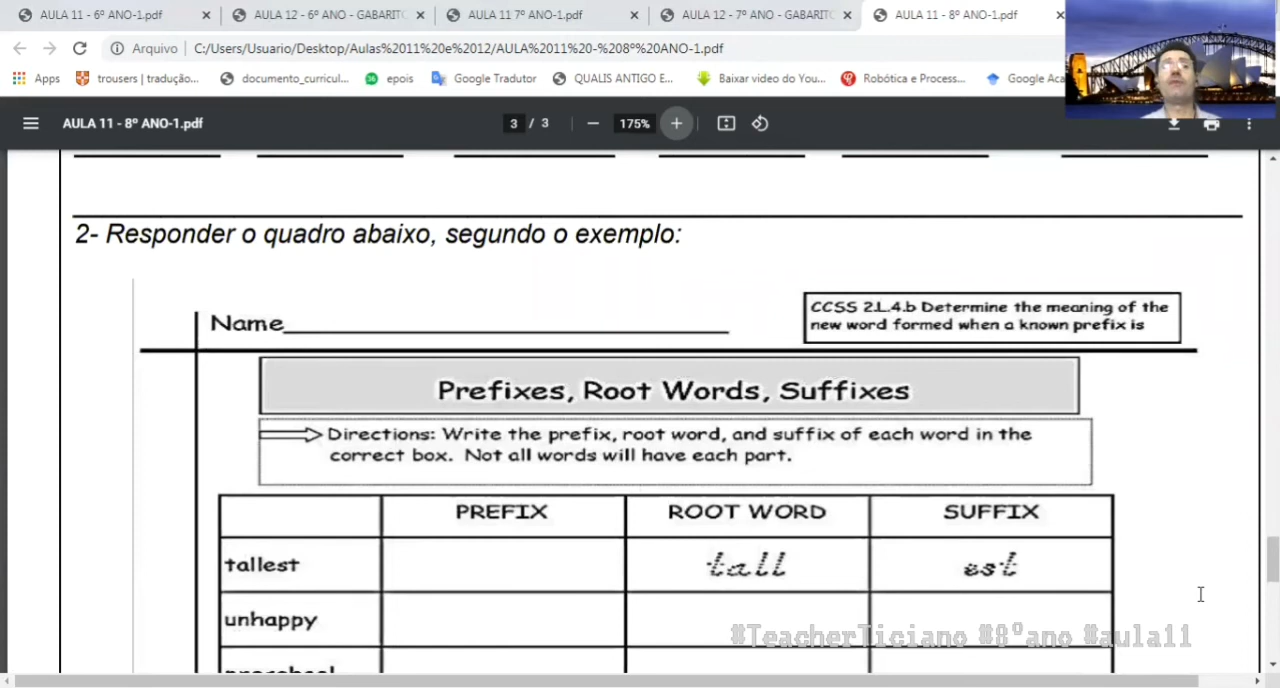 AULA 11 - 6º ANO-1.pdf
AULA 12 - 6º ANO - GABARITO
AULA 11 7º ANO-1.pdf
AULA 12 - 7º ANO - GABARITO
AULA 11 - 8º ANO-1.pdf
Arquivo | C:/Users/Usuario/Desktop/Aulas%2011%20e%2012/AULA%2011%20-%208º%20ANO-1.pdf
Apps
trousers | tradução...
documento_curricul...
epois
Google Tradutor
QUALIS ANTIGO E...
Baixar video do You...
Robótica e Process...
Google Aca
AULA 11 - 8º ANO-1.pdf
3 / 3
175%
2- Responder o quadro abaixo, segundo o exemplo:
Name
CCSS 2.L.4.b Determine the meaning of the
new word formed when a known prefix is
Prefixes, Root Words, Suffixes
Directions: Write the prefix, root word, and suffix of each word in the
correct box. Not all words will have each part.
PREFIX ROOT WORD SUFFIX
tallest tall est
unhappy
#TeacherTiciano #8ºano #aula11